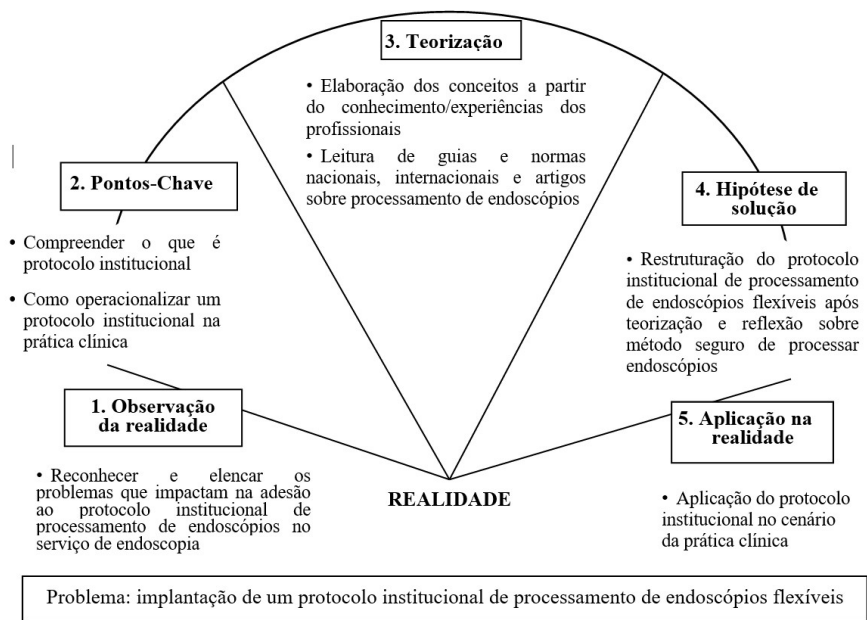 3. Teorização
• Elaboração dos conceitos a partir
do conhecimento/experiências dos
profissionais
• Leitura de guias e normas
nacionais, internacionais e artigos
sobre processamento de endoscópios
2. Pontos-Chave
• Compreender o que é
protocolo institucional
• Como operacionalizar um
protocolo institucional na
prática clínica
4. Hipótese de
solução
• Restruturação do protocolo
institucional de processamento
de endoscópios flexíveis após
teorização e reflexão sobre
método seguro de processar
endoscópios
1. Observação
da realidade
• Reconhecer e elencar os
problemas que impactam na adesão
ao protocolo institucional de
processamento de endoscópios no
serviço de endoscopia
REALIDADE
5. Aplicação na
realidade
• Aplicação do protocolo
institucional no cenário
da prática clínica
Problema: implantação de um protocolo institucional de processamento de endoscópios flexíveis